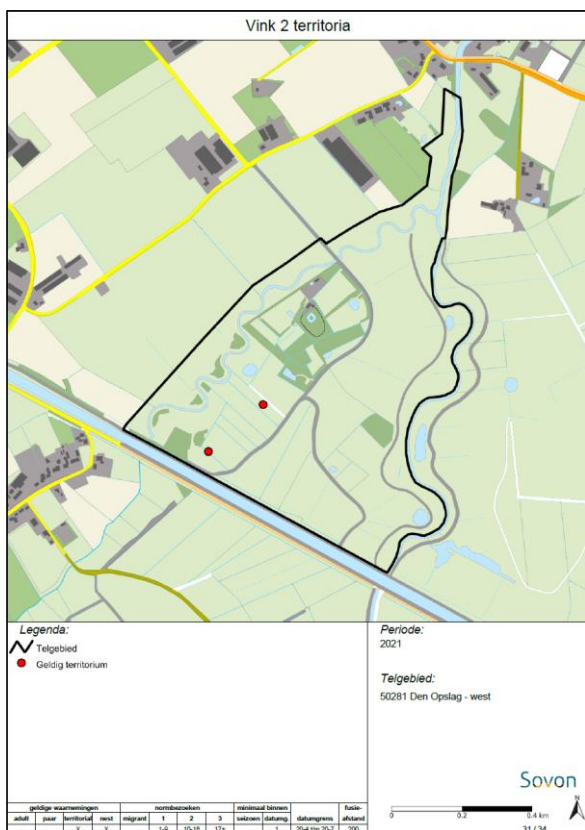 Vink 2 territoria
Legenda:
Telgebied
Geldig territorium
Periode:
2021
Telgebied:
50281 Den Opslag - west
Sovon
0 0.2 0.4 km
N
31 / 34
geldige waarnemingen normbezoeken minimaal binnen fusie-
adult paar territorial nest migrant 1 2 3 seizoen datumg. datumgrens afstand
X X 1-9 10-16 17+ 1 200